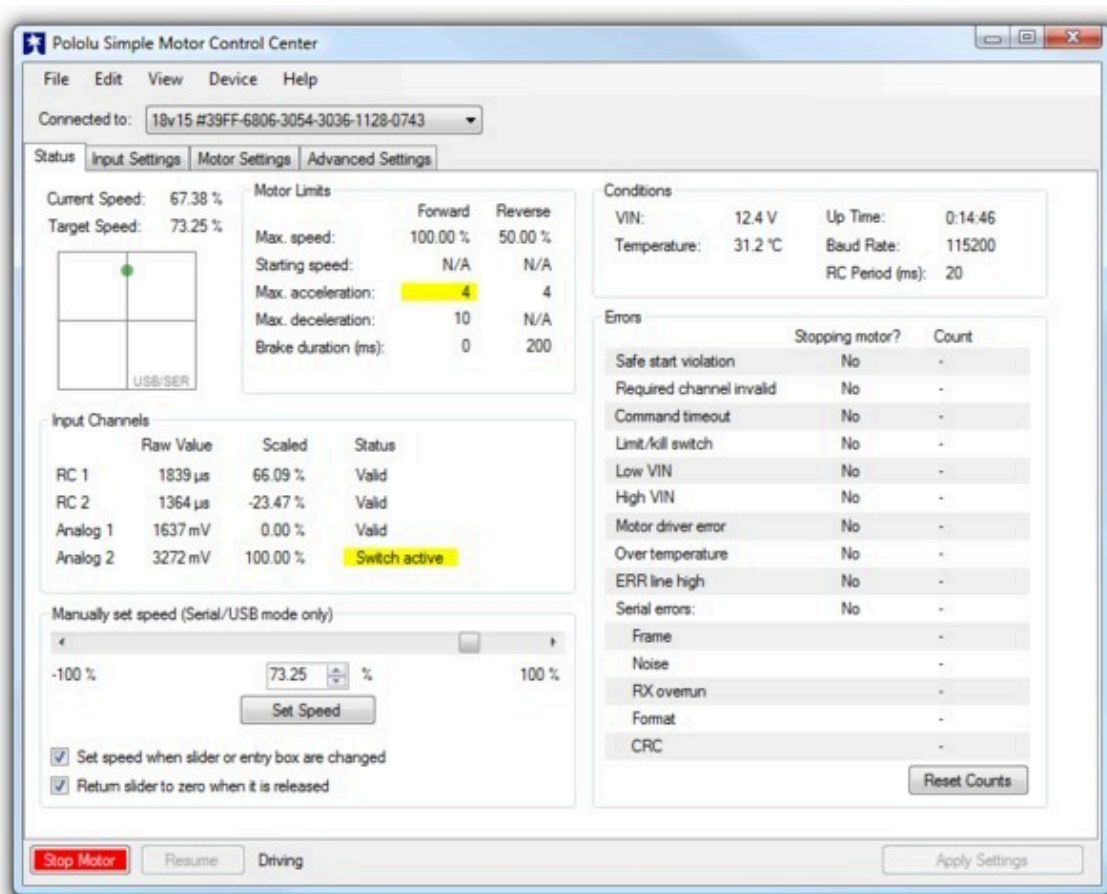 Pololu Simple Motor Control Center
File Edit View Device Help
Connected to: 18v15 #39FF-6806-3054-3036-1128-0743
Status Input Settings Motor Settings Advanced Settings
Current Speed: 67.38 %
Target Speed: 73.25 %
USB/SER
Motor Limits
Forward Reverse
Max. speed: 100.00 % 50.00 %
Starting speed: N/A N/A
Max. acceleration: 4 4
Max. deceleration: 10 N/A
Brake duration (ms): 0 200
Conditions
VIN: 12.4 V Up Time: 0:14:46
Temperature: 31.2 °C Baud Rate: 115200
RC Period (ms): 20
Input Channels
Raw Value Scaled Status
RC 1 1839 µs 66.09 % Valid
RC 2 1364 µs -23.47 % Valid
Analog 1 1637 mV 0.00 % Valid
Analog 2 3272 mV 100.00 % Switch active
Manually set speed (Serial/USB mode only)
-100 % 73.25 % 100 %
Set Speed
Set speed when slider or entry box are changed
Return slider to zero when it is released
Errors
Stopping motor? Count
Safe start violation No -
Required channel invalid No -
Command timeout No -
Limit/kill switch No -
Low VIN No -
High VIN No -
Motor driver error No -
Over temperature No -
ERR line high No -
Serial errors: No -
Frame -
Noise -
RX overrun -
Format -
CRC -
Reset Counts
Stop Motor Resume Driving Apply Settings